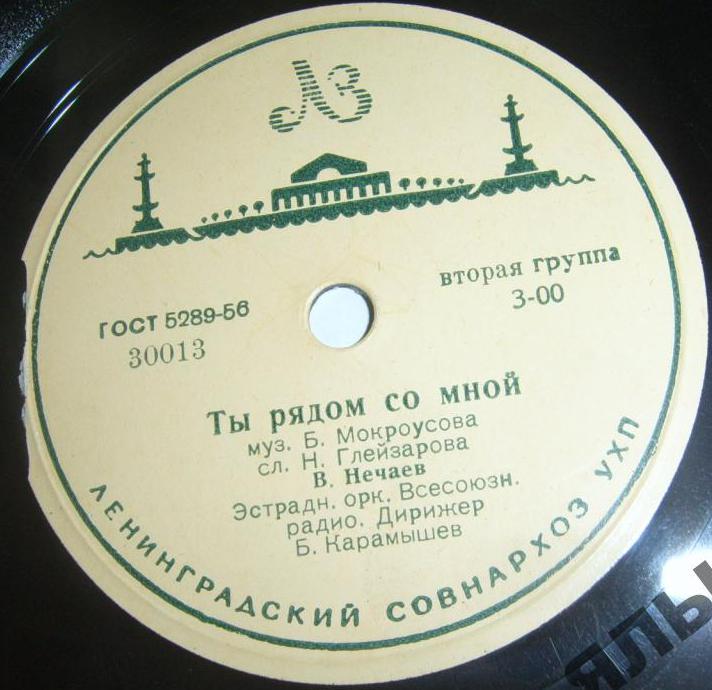 ЛЗ
ГОСТ 5289-56
30013
вторая группа
3-00
Ты рядом со мной
муз. Б. Мокроусова
сл. Н. Глейзарова
В. Нечаев
Эстрадн. орк. Всесоюзн.
радио. Дирижер
Б. Карамышев
ЛЕНИНГРАДСКИЙ СОВНАРХОЗ УХП